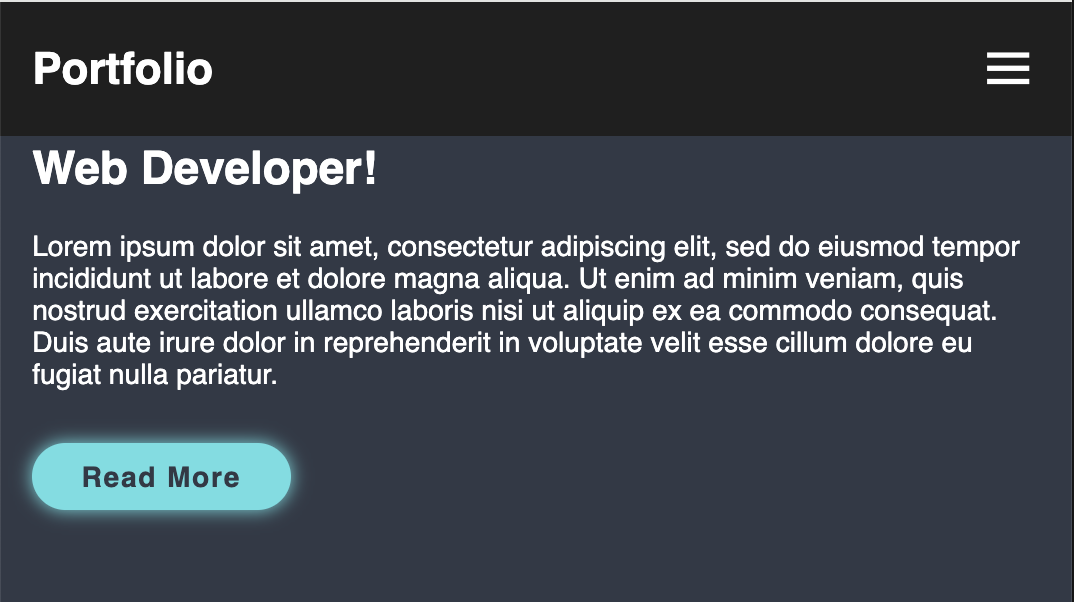 Portfolio
Web Developer!
Lorem ipsum dolor sit amet, consectetur adipiscing elit, sed do eiusmod tempor
incididunt ut labore et dolore magna aliqua. Ut enim ad minim veniam, quis
nostrud exercitation ullamco laboris nisi ut aliquip ex ea commodo consequat.
Duis aute irure dolor in reprehenderit in voluptate velit esse cillum dolore eu
fugiat nulla pariatur.
Read More